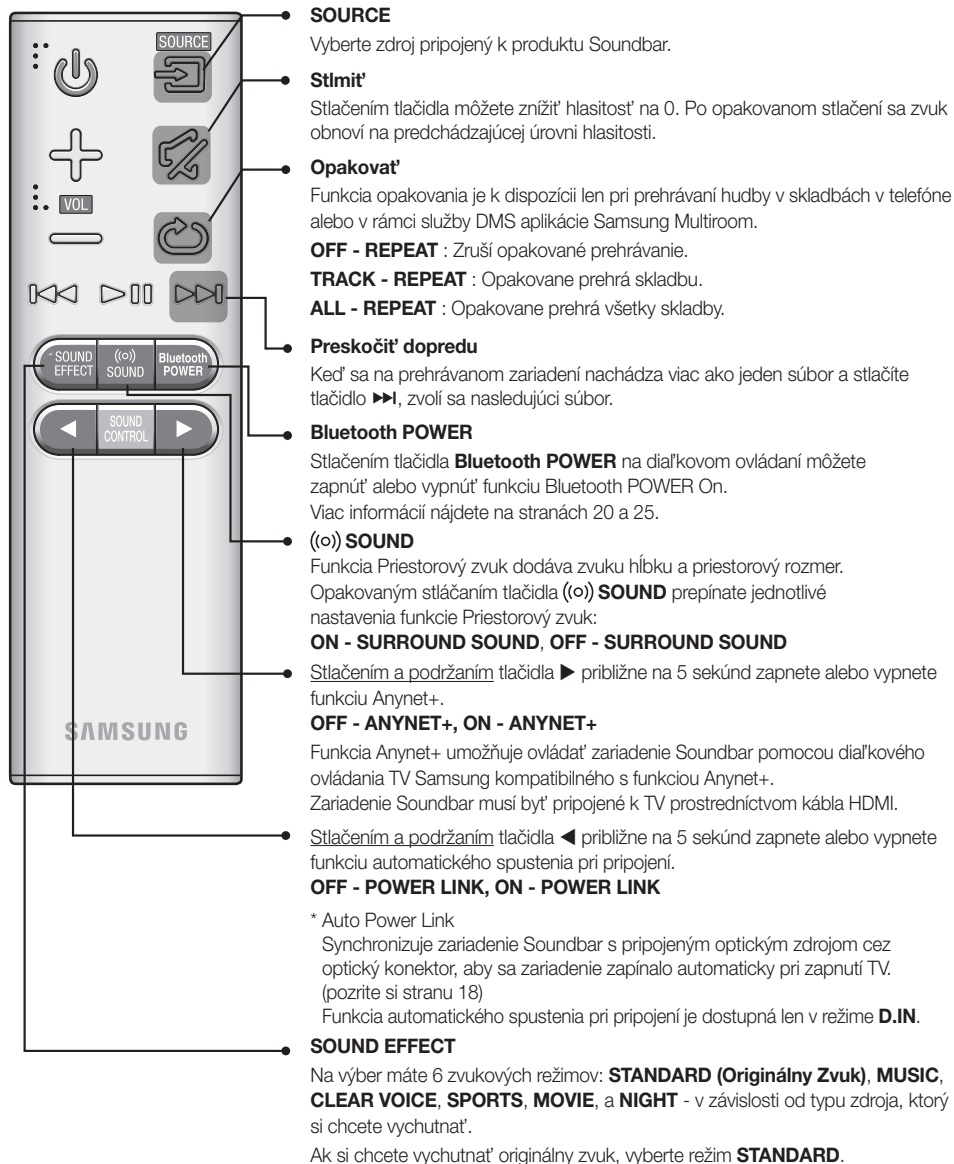 SOURCE
VOL
* SOUND
EFFECT
((o))
SOUND
Bluetooth
POWER
SOUND
CONTROL
SAMSUNG
SOURCE
Vyberte zdroj pripojený k produktu Soundbar.
Stlmiť
Stlačením tlačidla môžete znížiť hlasitosť na 0. Po opakovanom stlačení sa zvuk
obnoví na predchádzajúcej úrovni hlasitosti.
Opakovať
Funkcia opakovania je k dispozícii len pri prehrávaní hudby v skladbách v telefóne
alebo v rámci služby DMS aplikácie Samsung Multiroom.
OFF - REPEAT : Zruší opakované prehrávanie.
TRACK - REPEAT : Opakovane prehrá skladbu.
ALL - REPEAT : Opakovane prehrá všetky skladby.
Preskočiť dopredu
Keď sa na prehrávanom zariadení nachádza viac ako jeden súbor a stlačíte
tlačidlo ▶▶I, zvolí sa nasledujúci súbor.
Bluetooth POWER
Stlačením tlačidla Bluetooth POWER na diaľkovom ovládaní môžete
zapnúť alebo vypnúť funkciu Bluetooth POWER On.
Viac informácií nájdete na stranách 20 a 25.
((o)) SOUND
Funkcia Priestorový zvuk dodáva zvuku hĺbku a priestorový rozmer.
Opakovaným stláčaním tlačidla ((o)) SOUND prepínate jednotlivé
nastavenia funkcie Priestorový zvuk:
ON - SURROUND SOUND, OFF - SURROUND SOUND
Stlačením a podržaním tlačidla ▶ približne na 5 sekúnd zapnete alebo vypnete
funkciu Anynet+.
OFF - ANYNET+, ON - ANYNET+
Funkcia Anynet+ umožňuje ovládať zariadenie Soundbar pomocou diaľkového
ovládania TV Samsung kompatibilného s funkciou Anynet+.
Zariadenie Soundbar musí byť pripojené k TV prostredníctvom kábla HDMI.
Stlačením a podržaním tlačidla ◀ približne na 5 sekúnd zapnete alebo vypnete
funkciu automatického spustenia pri pripojení.
OFF - POWER LINK, ON - POWER LINK
* Auto Power Link
Synchronizuje zariadenie Soundbar s pripojeným optickým zdrojom cez
optický konektor, aby sa zariadenie zapínalo automaticky pri zapnutí TV.
(pozrite si stranu 18)
Funkcia automatického spustenia pri pripojení je dostupná len v režime D.IN.
SOUND EFFECT
Na výber máte 6 zvukových režimov: STANDARD (Originálny Zvuk), MUSIC,
CLEAR VOICE, SPORTS, MOVIE, a NIGHT - v závislosti od typu zdroja, ktorý
si chcete vychutnať.
Ak si chcete vychutnať originálny zvuk, vyberte režim STANDARD.